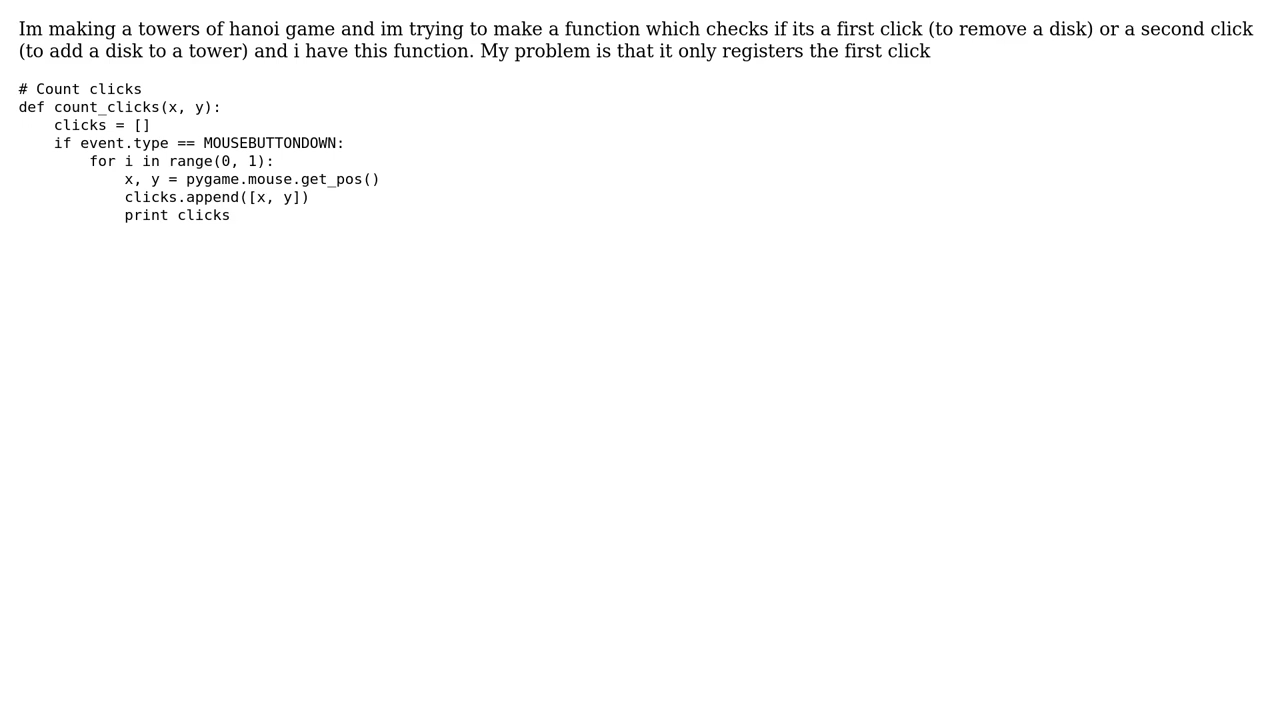 Im making a towers of hanoi game and im trying to make a function which checks if its a first click (to remove a disk) or a second click
(to add a disk to a tower) and i have this function. My problem is that it only registers the first click
# Count clicks
def count_clicks(x, y):
    clicks = []
    if event.type == MOUSEBUTTONDOWN:
        for i in range(0, 1):
            x, y = pygame.mouse.get_pos()
            clicks.append([x, y])
            print clicks